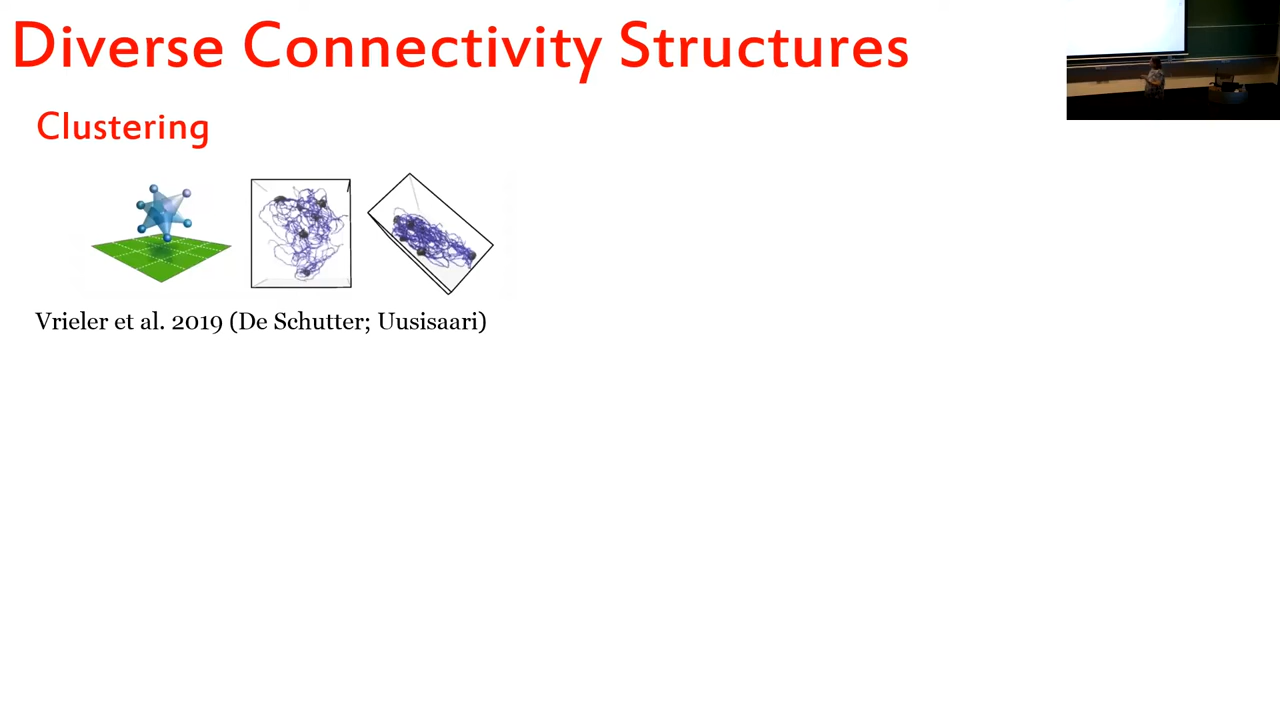 Diverse Connectivity Structures
Clustering
Vrieler et al. 2019 (De Schutter; Uusisaari)